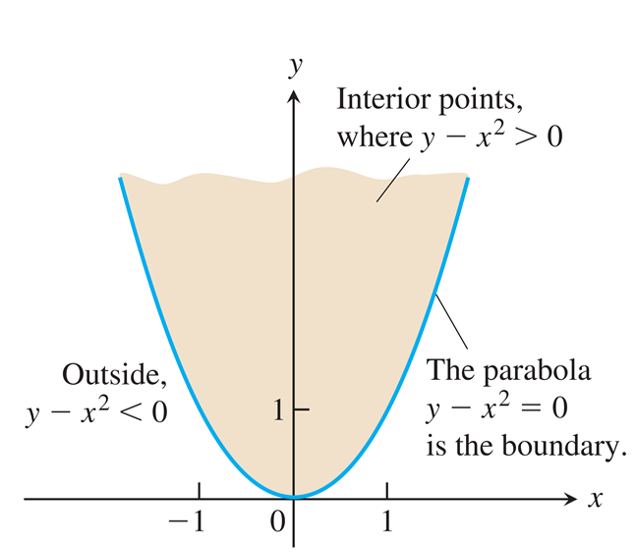 y
Interior points,
where y − x² > 0
Outside,
y − x² < 0
The parabola
y − x² = 0
is the boundary.
1
x
−1
0
1